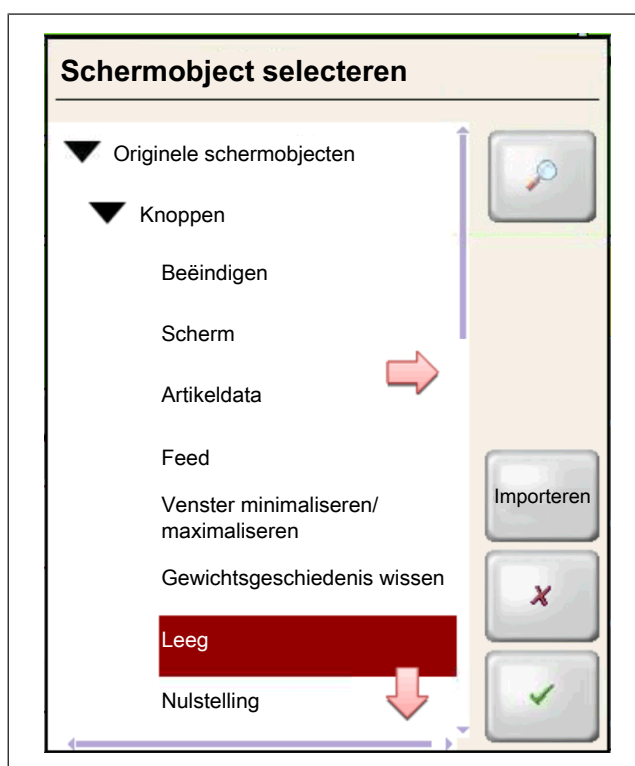 Schermobject selecteren
Originele schermobjecten
Knoppen
Beëindigen
Scherm
Artikeldata
Feed
Venster minimaliseren/
maximaliseren
Gewichtsgeschiedenis wissen
Leeg
Nulstelling
Importeren